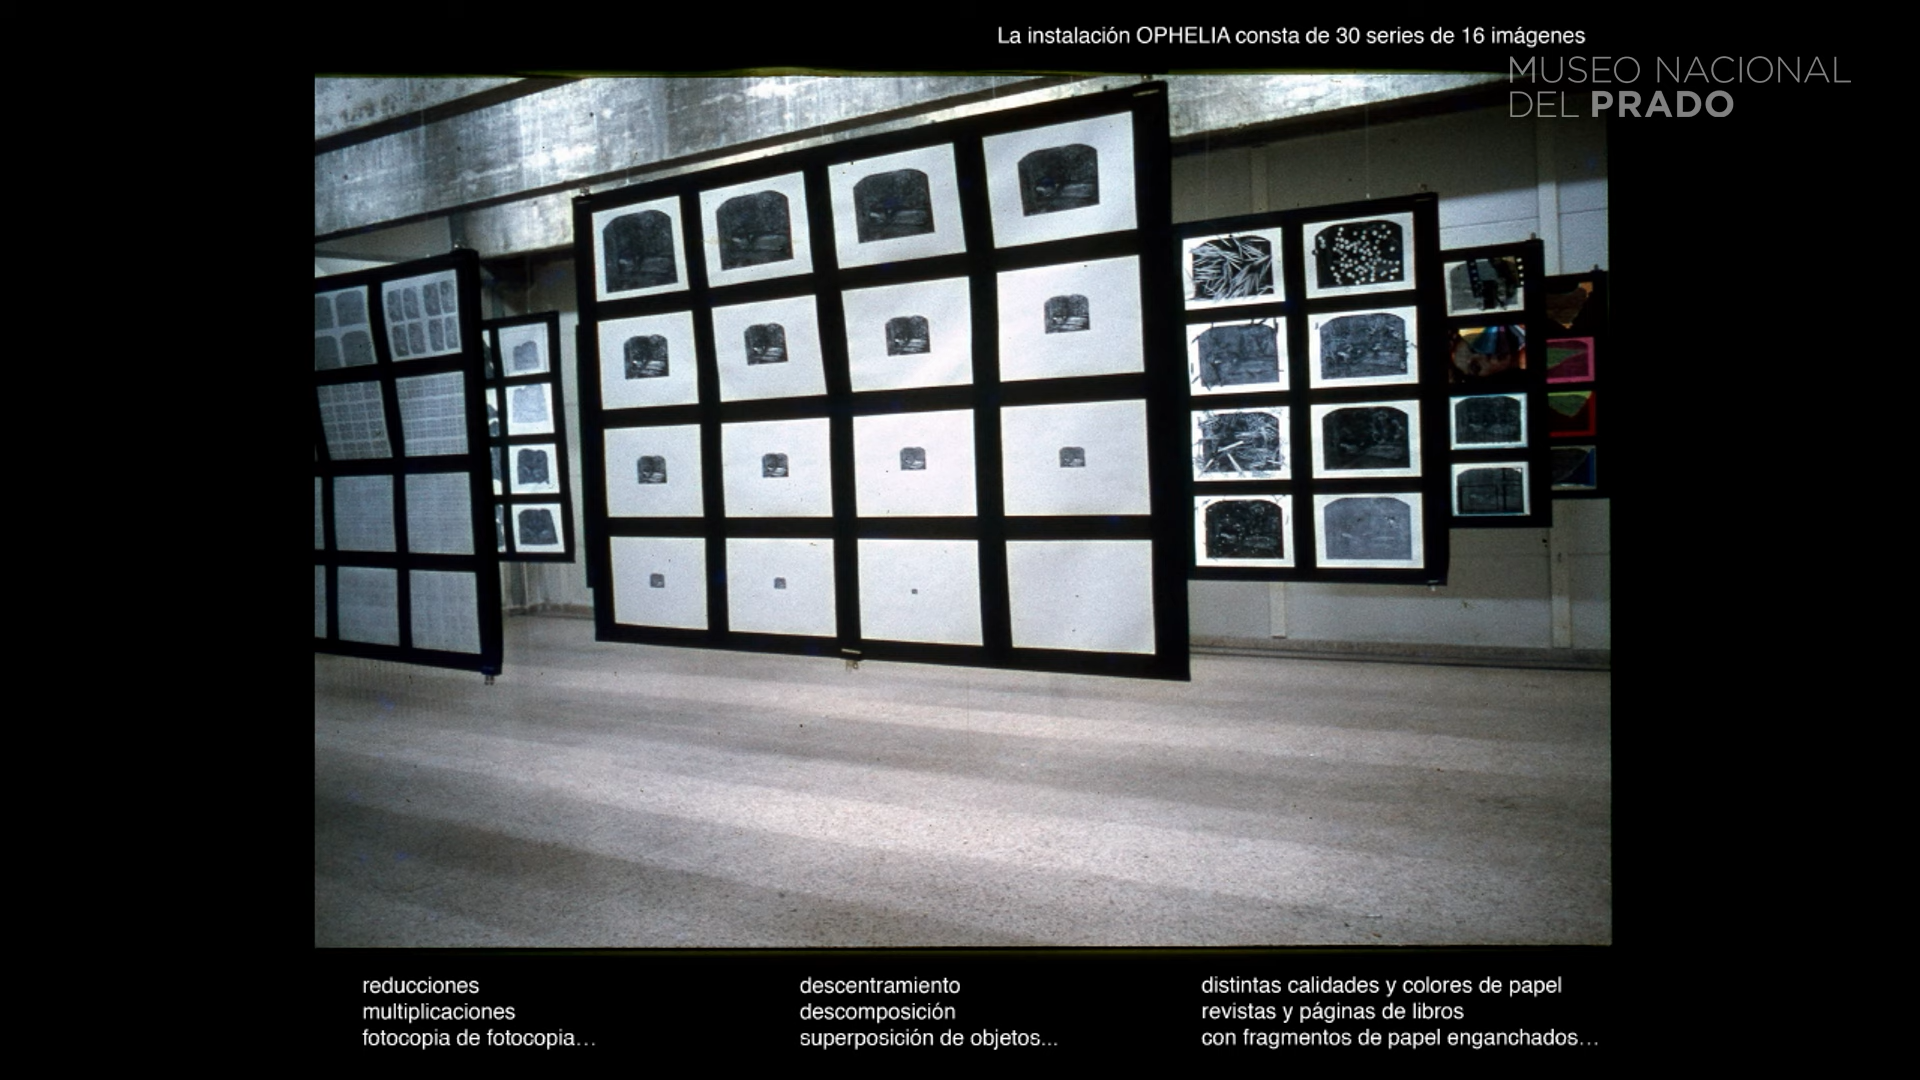 La instalación OPHELIA consta de 30 series de 16 imágenes
MUSEO NACIONAL
DEL PRADO
reducciones
multiplicaciones
fotocopia de fotocopia…
descentramiento
descomposición
superposición de objetos...
distintas calidades y colores de papel
revistas y páginas de libros
con fragmentos de papel enganchados…